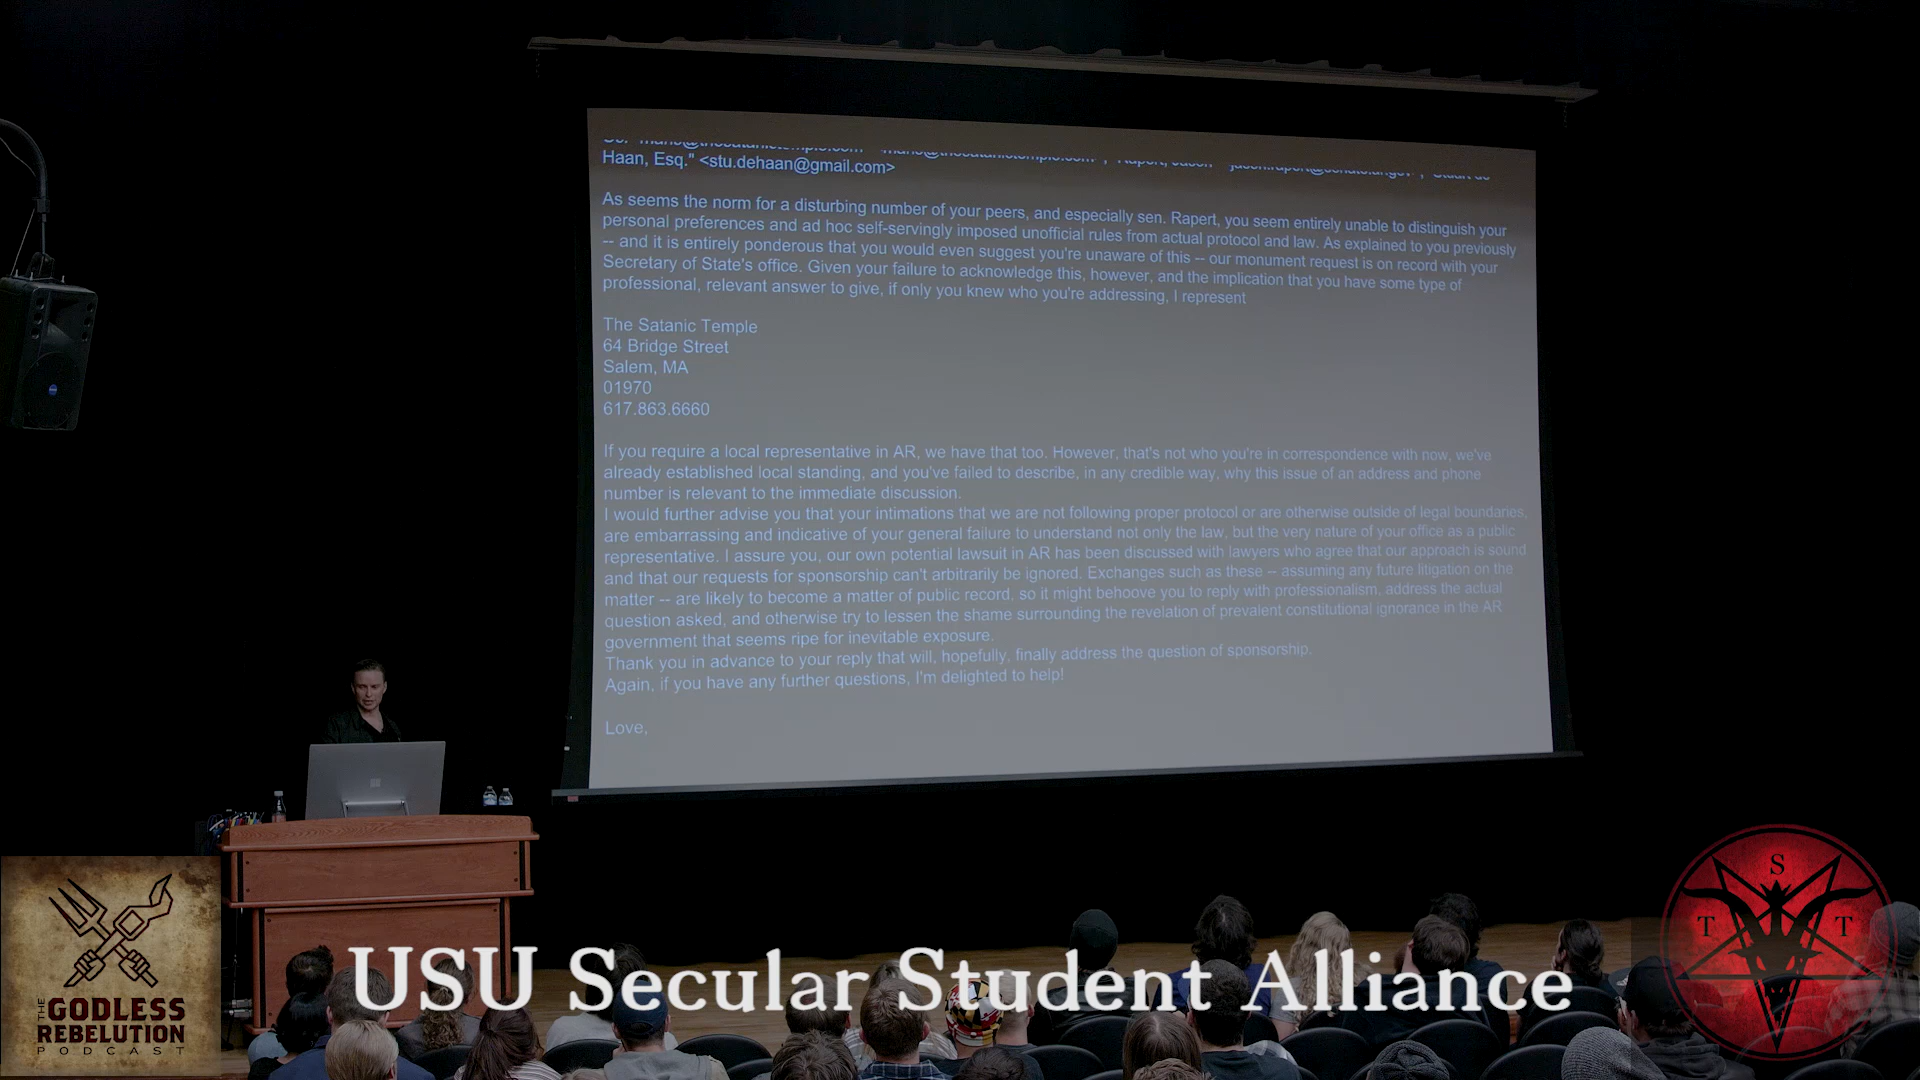 Haan, Esq." <stu.dehaan@gmail.com>
As seems the norm for a disturbing number of your peers, and especially sen. Rapert, you seem entirely unable to distinguish your
personal preferences and ad hoc self-servingly imposed unofficial rules from actual protocol and law. As explained to you previously
-- and it is entirely ponderous that you would even suggest you're unaware of this -- our monument request is on record with your
Secretary of State's office. Given your failure to acknowledge this, however, and the implication that you have some type of
professional, relevant answer to give, if only you knew who you're addressing, I represent
The Satanic Temple
64 Bridge Street
Salem, MA
01970
617.863.6660
If you require a local representative in AR, we have that too. However, that's not who you're in correspondence with now, we've
already established local standing, and you've failed to describe, in any credible way, why this issue of an address and phone
number is relevant to the immediate discussion.
I would further advise you that your intimations that we are not following proper protocol or are otherwise outside of legal boundaries,
are embarrassing and indicative of your general failure to understand not only the law, but the very nature of your office as a public
representative. I assure you, our own potential lawsuit in AR has been discussed with lawyers who agree that our approach is sound
and that our requests for sponsorship can't arbitrarily be ignored. Exchanges such as these -- assuming any future litigation on the
matter -- are likely to become a matter of public record, so it might behoove you to reply with professionalism, address the actual
question asked, and otherwise try to lessen the shame surrounding the revelation of prevalent constitutional ignorance in the AR
government that seems ripe for inevitable exposure.
Thank you in advance to your reply that will, hopefully, finally address the question of sponsorship.
Again, if you have any further questions, I'm delighted to help!
Love,
THE
GODLESS
REBELUTION
PODCAST
USU Secular Student Alliance
S
T T